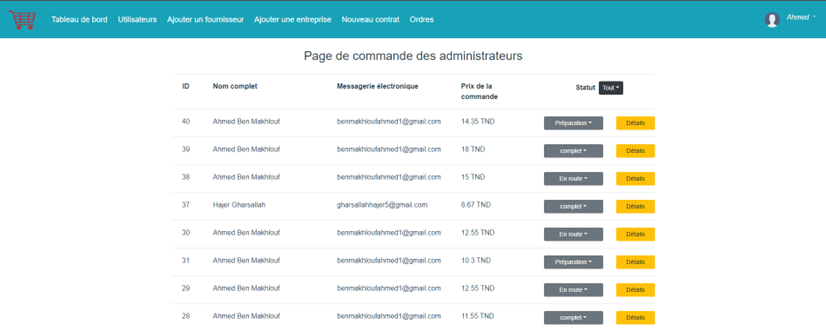 Tableau de bord Utilisateurs Ajouter un fournisseur Ajouter une entreprise Nouveau contrat Ordres Ahmed
Page de commande des administrateurs
ID Nom complet Messagerie électronique Prix de la commande Statut Tout
40 Ahmed Ben Makhlouf benmakhloufahmed1@gmail.com 14.35 TND Préparation Détails
39 Ahmed Ben Makhlouf benmakhloufahmed1@gmail.com 18 TND complet Détails
38 Ahmed Ben Makhlouf benmakhloufahmed1@gmail.com 15 TND En route Détails
37 Hajer Gharsallah gharsallahhajer5@gmail.com 8.67 TND complet Détails
30 Ahmed Ben Makhlouf benmakhloufahmed1@gmail.com 12.55 TND En route Détails
31 Ahmed Ben Makhlouf benmakhloufahmed1@gmail.com 10.3 TND Préparation Détails
29 Ahmed Ben Makhlouf benmakhloufahmed1@gmail.com 12.55 TND En route Détails
28 Ahmed Ben Makhlouf benmakhloufahmed1@gmail.com 11.55 TND complet Détails